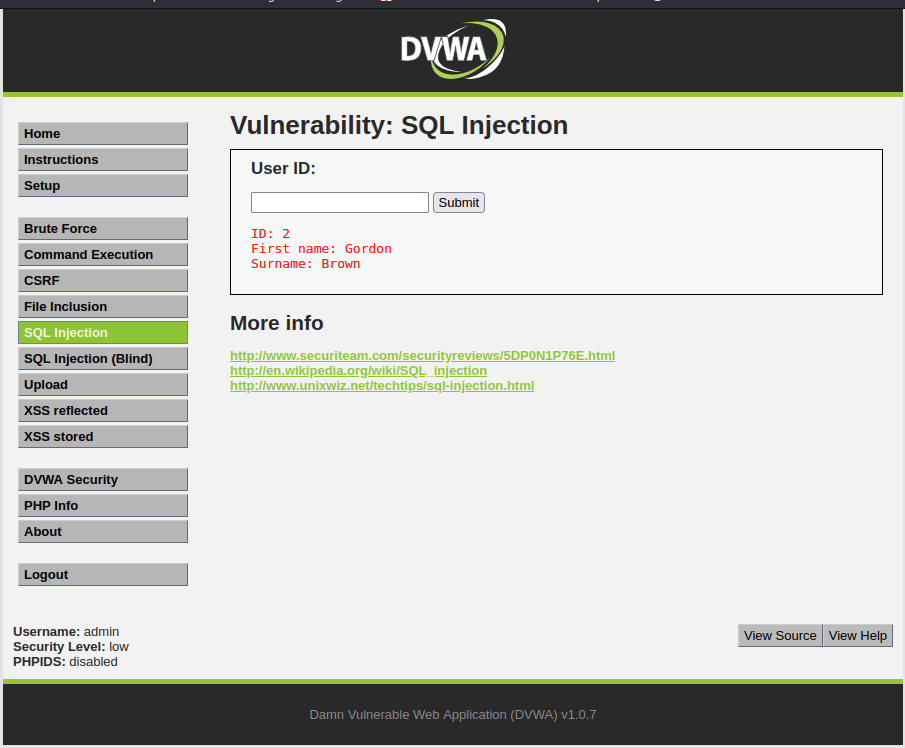 DVWA
Vulnerability: SQL Injection
Home
Instructions
Setup
Brute Force
Command Execution
CSRF
File Inclusion
SQL Injection
SQL Injection (Blind)
Upload
XSS reflected
XSS stored
DVWA Security
PHP Info
About
Logout
User ID:
Submit
ID: 2
First name: Gordon
Surname: Brown
More info
http://www.securiteam.com/securityreviews/5DP0N1P76E.html
http://en.wikipedia.org/wiki/SQL_injection
http://www.unixwiz.net/techtips/sql-injection.html
Username: admin
Security Level: low
PHPIDS: disabled
View Source View Help
Damn Vulnerable Web Application (DVWA) v1.0.7